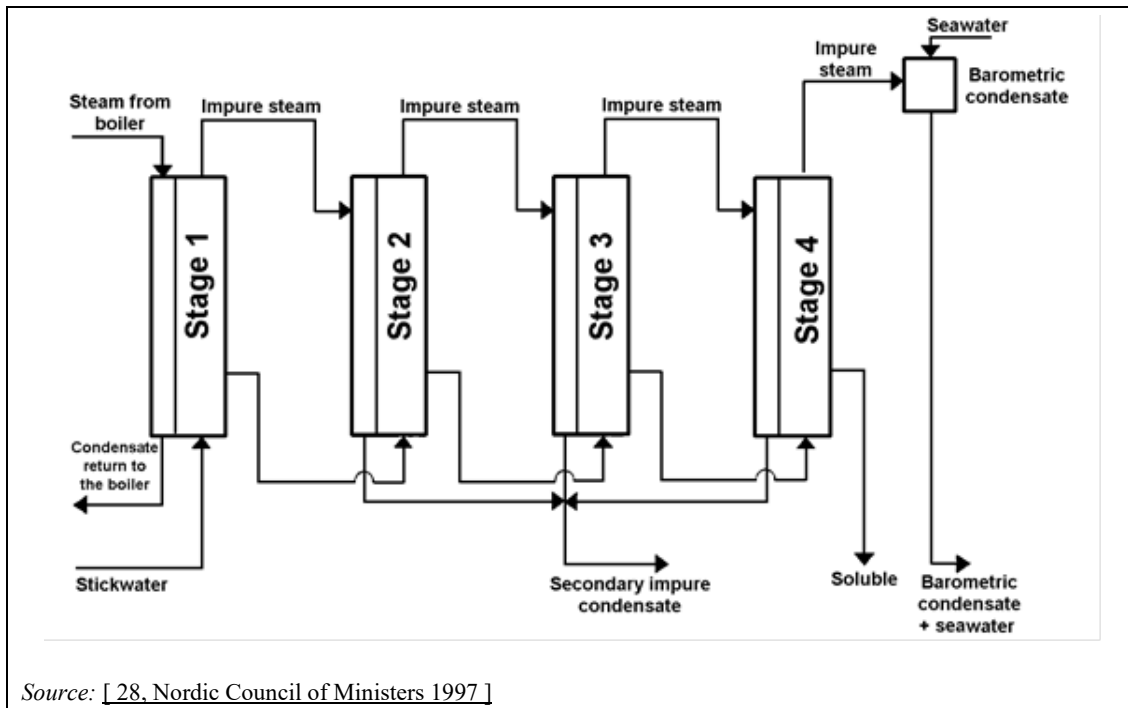 Seawater
Impure
steam
Barometric
condensate
Steam from
boiler
Impure steam
Impure steam
Impure steam
Stage 1
Stage 2
Stage 3
Stage 4
Condensate
return to
the boiler
Stickwater
Secondary impure
condensate
Soluble
Barometric
condensate
+ seawater
Source: [ 28, Nordic Council of Ministers 1997 ]